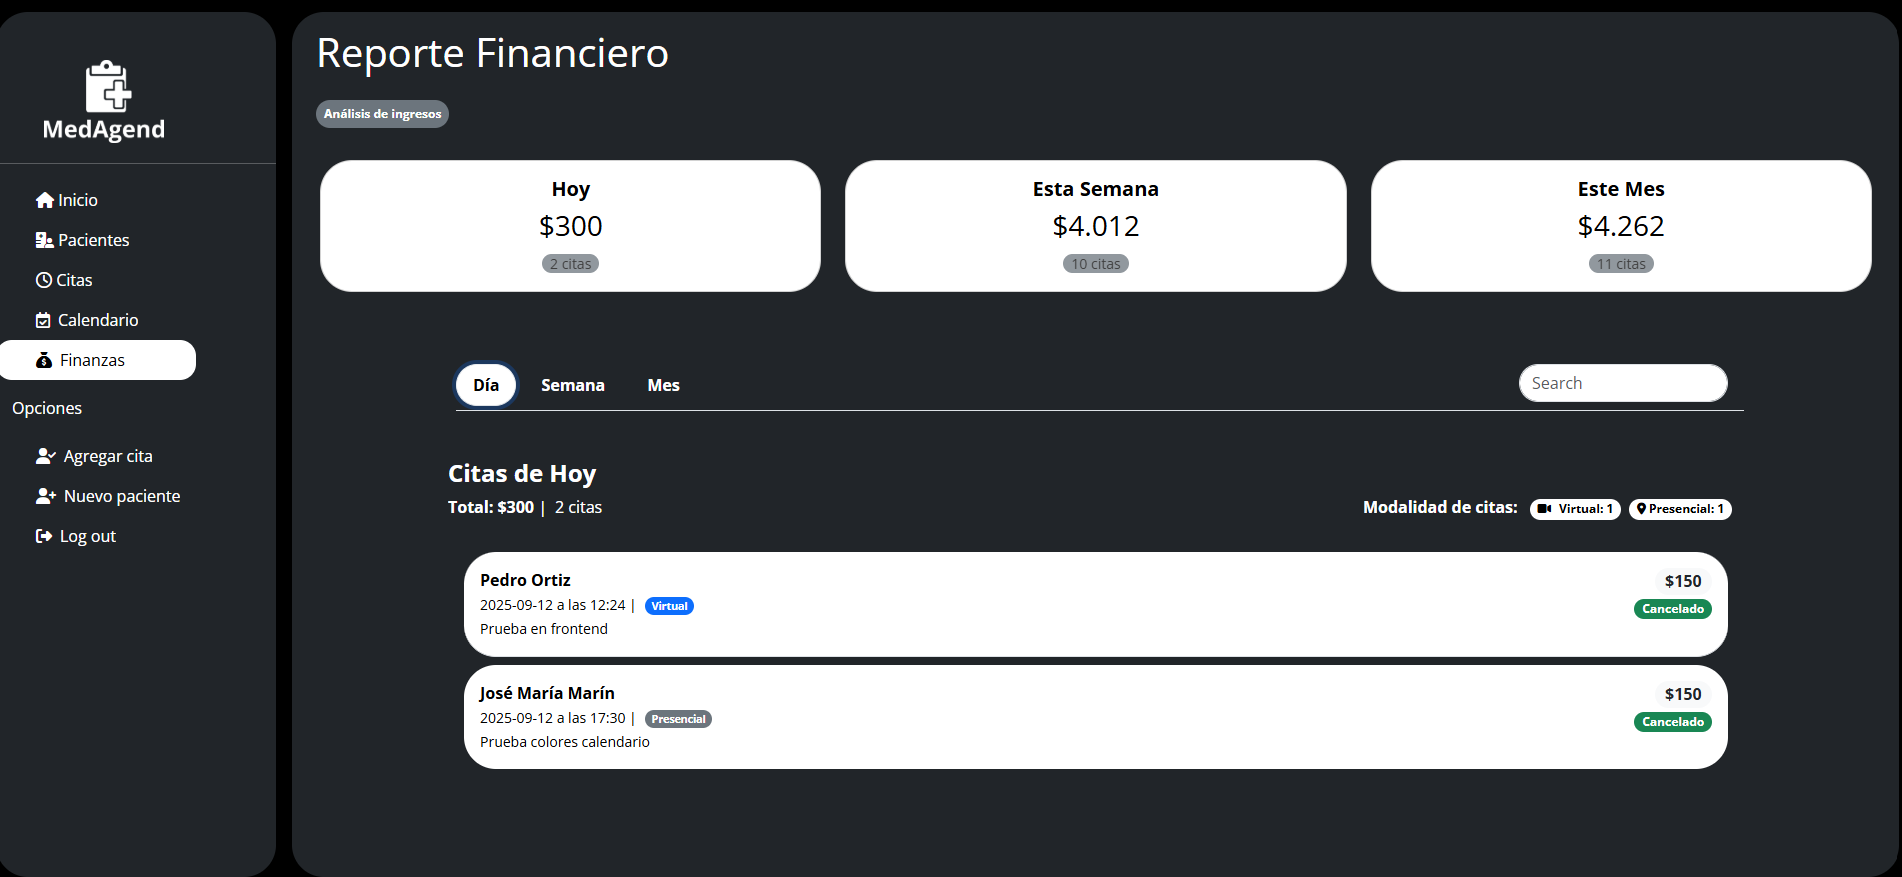 MedAgend
Inicio
Pacientes
Citas
Calendario
Finanzas
Opciones
Agregar cita
Nuevo paciente
Log out
Reporte Financiero
Análisis de ingresos
Hoy
$300
2 citas
Esta Semana
$4.012
10 citas
Este Mes
$4.262
11 citas
Día Semana Mes
Search
Citas de Hoy
Total: $300 | 2 citas
Modalidad de citas: Virtual: 1 Presencial: 1
Pedro Ortiz
2025-09-12 a las 12:24 | Virtual
Prueba en frontend
$150
Cancelado
José María Marín
2025-09-12 a las 17:30 | Presencial
Prueba colores calendario
$150
Cancelado